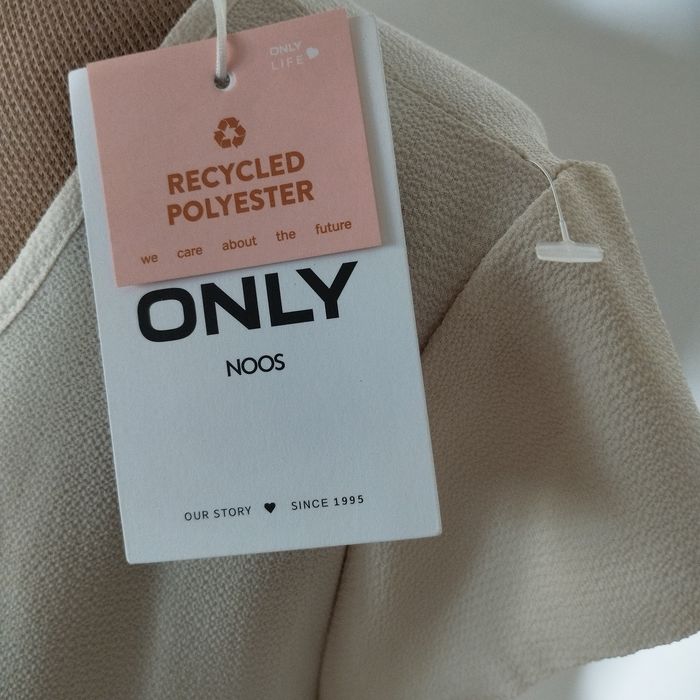 ONLY
LIFE
RECYCLED
POLYESTER
we care about the future
ONLY
NOOS
OUR STORY ♥ SINCE 1995